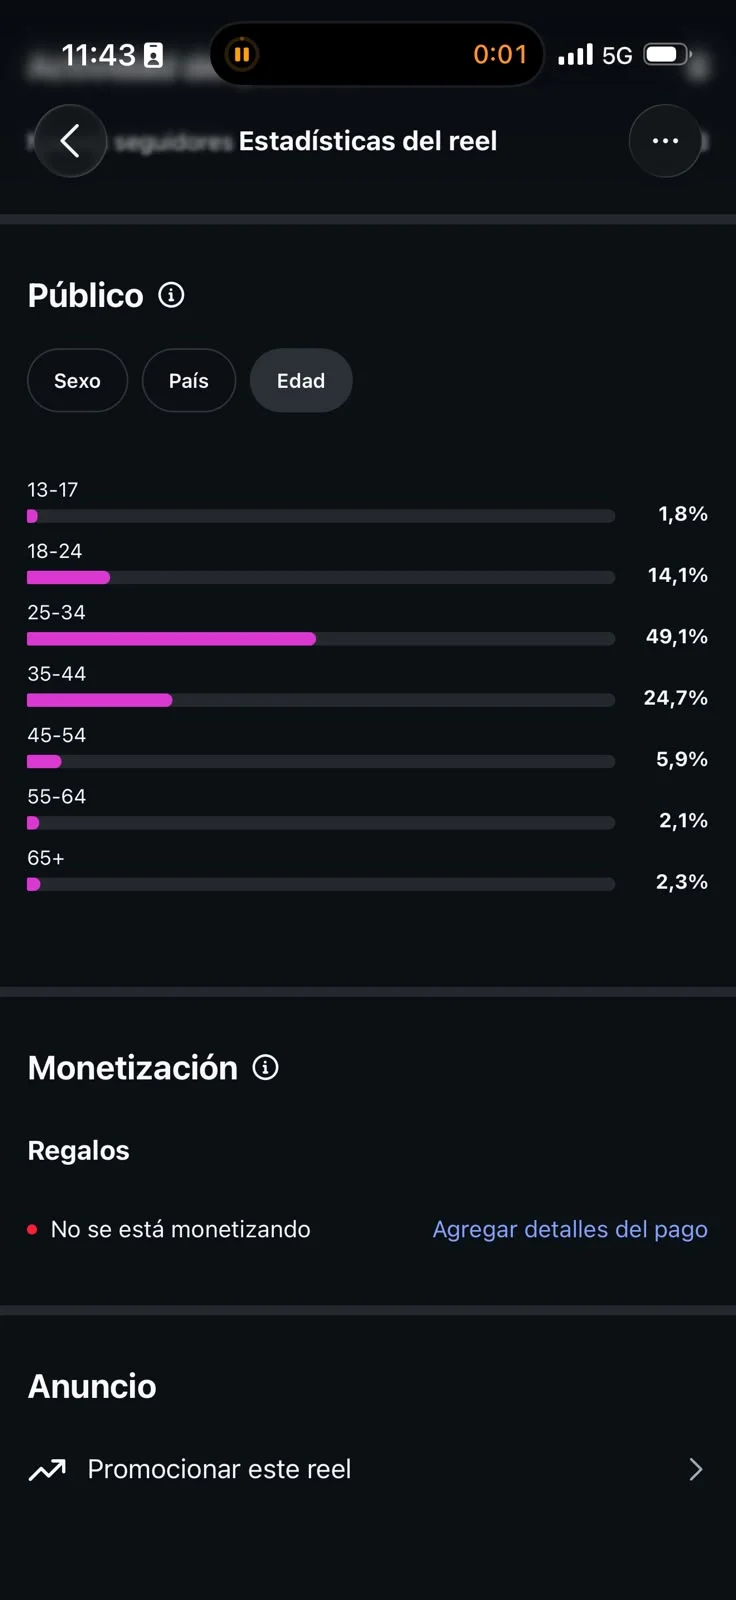 11:43 0:01 5G
seguidores Estadísticas del reel
Público
Sexo País Edad
13-17
1,8%
18-24
14,1%
25-34
49,1%
35-44
24,7%
45-54
5,9%
55-64
2,1%
65+
2,3%
Monetización
Regalos
No se está monetizando Agregar detalles del pago
Anuncio
Promocionar este reel